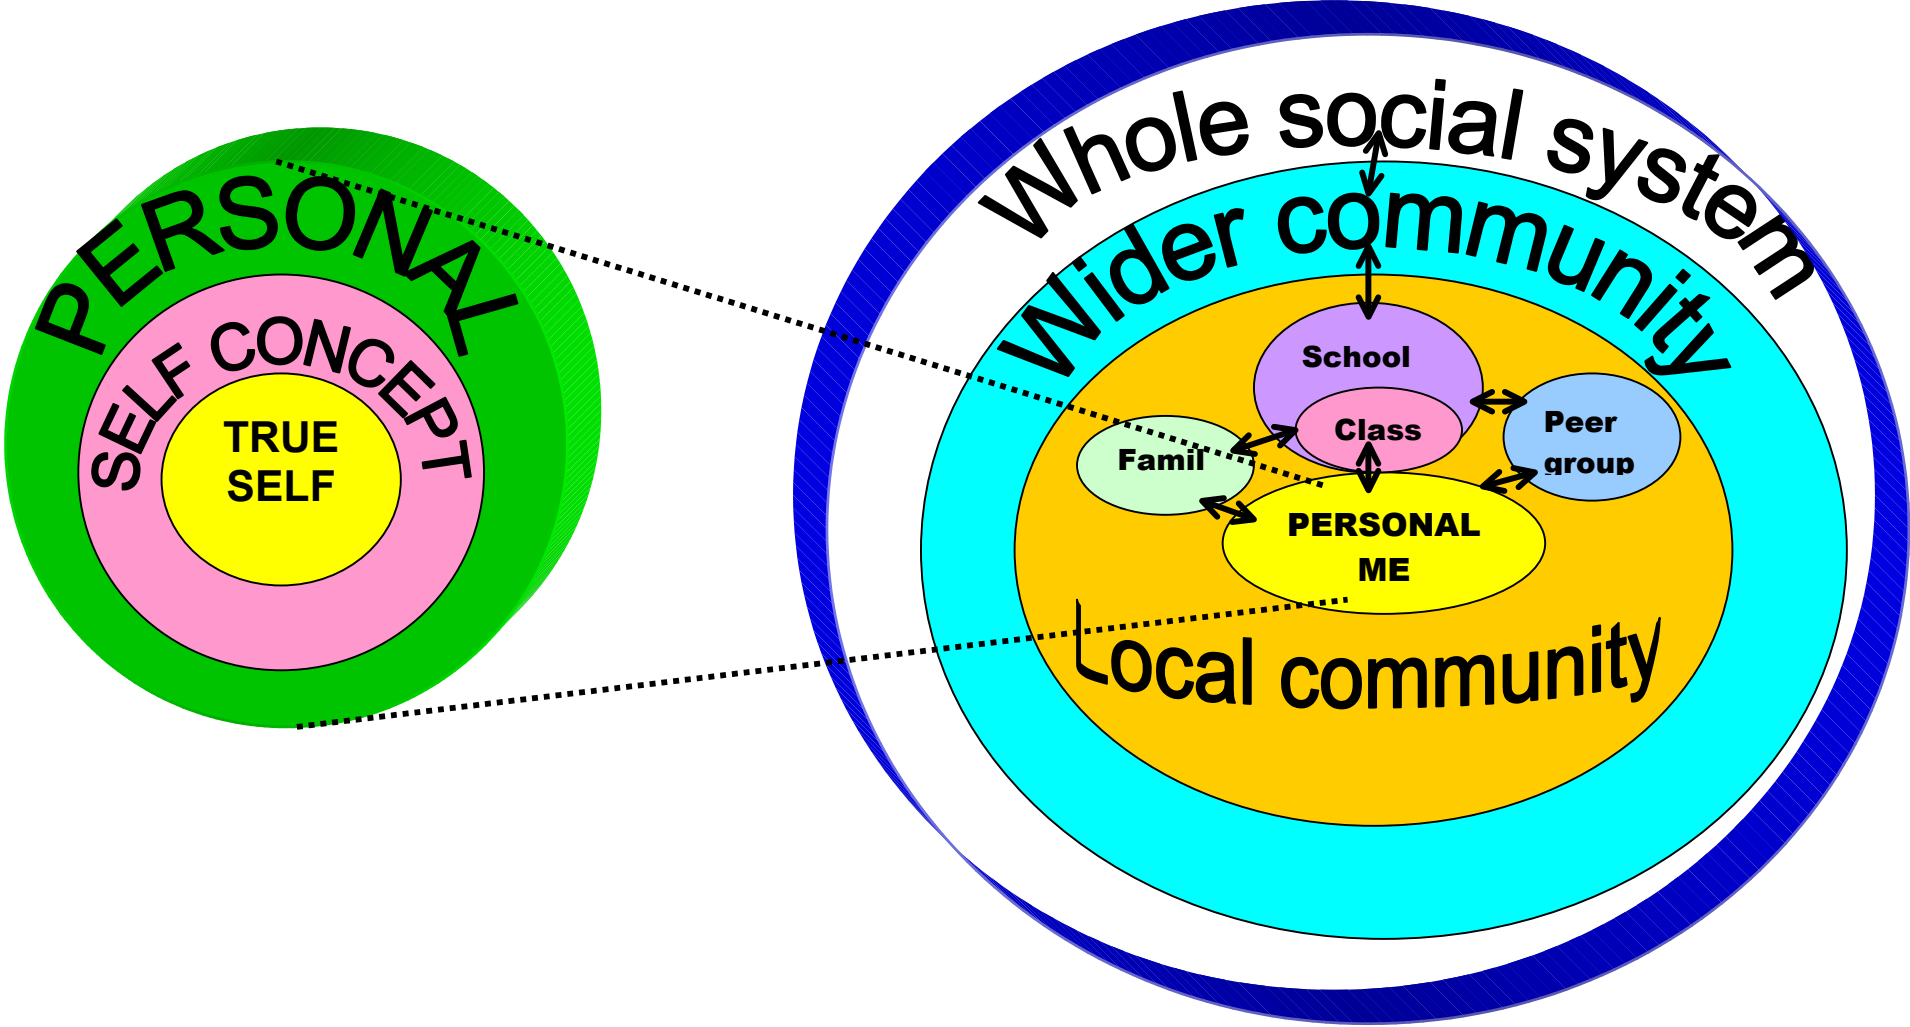 PERSONAL
SELF CONCEPT
TRUE
SELF
Whole social system
Wider community
School
Class
Peer
group
Famil
PERSONAL
ME
Local community